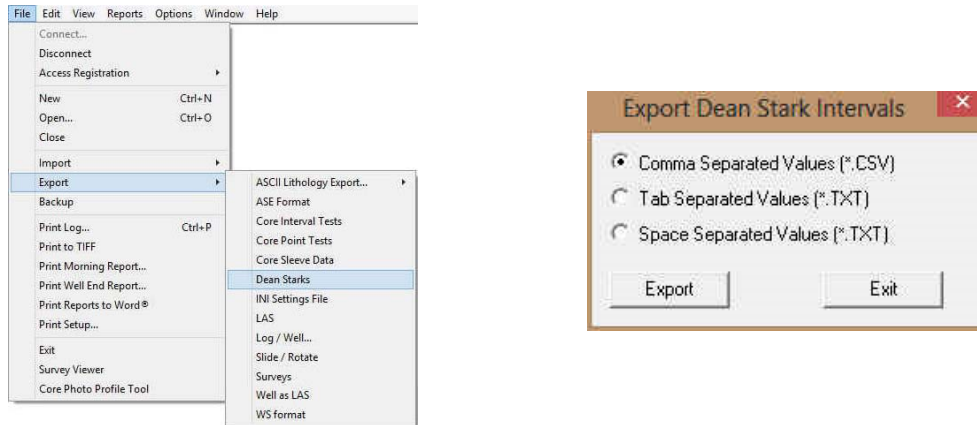 File Edit View Reports Options Window Help
Connect...
Disconnect
Access Registration
New Ctrl+N
Open... Ctrl+O
Close
Import
Export
Backup
Print Log... Ctrl+P
Print to TIFF
Print Morning Report...
Print Well End Report...
Print Reports to Word®
Print Setup...
Exit
Survey Viewer
Core Photo Profile Tool
ASCII Lithology Export...
ASE Format
Core Interval Tests
Core Point Tests
Core Sleeve Data
Dean Starks
INI Settings File
LAS
Log / Well...
Slide / Rotate
Surveys
Well as LAS
WS format
Export Dean Stark Intervals
Comma Separated Values (*.CSV)
Tab Separated Values (*.TXT)
Space Separated Values (*.TXT)
Export Exit